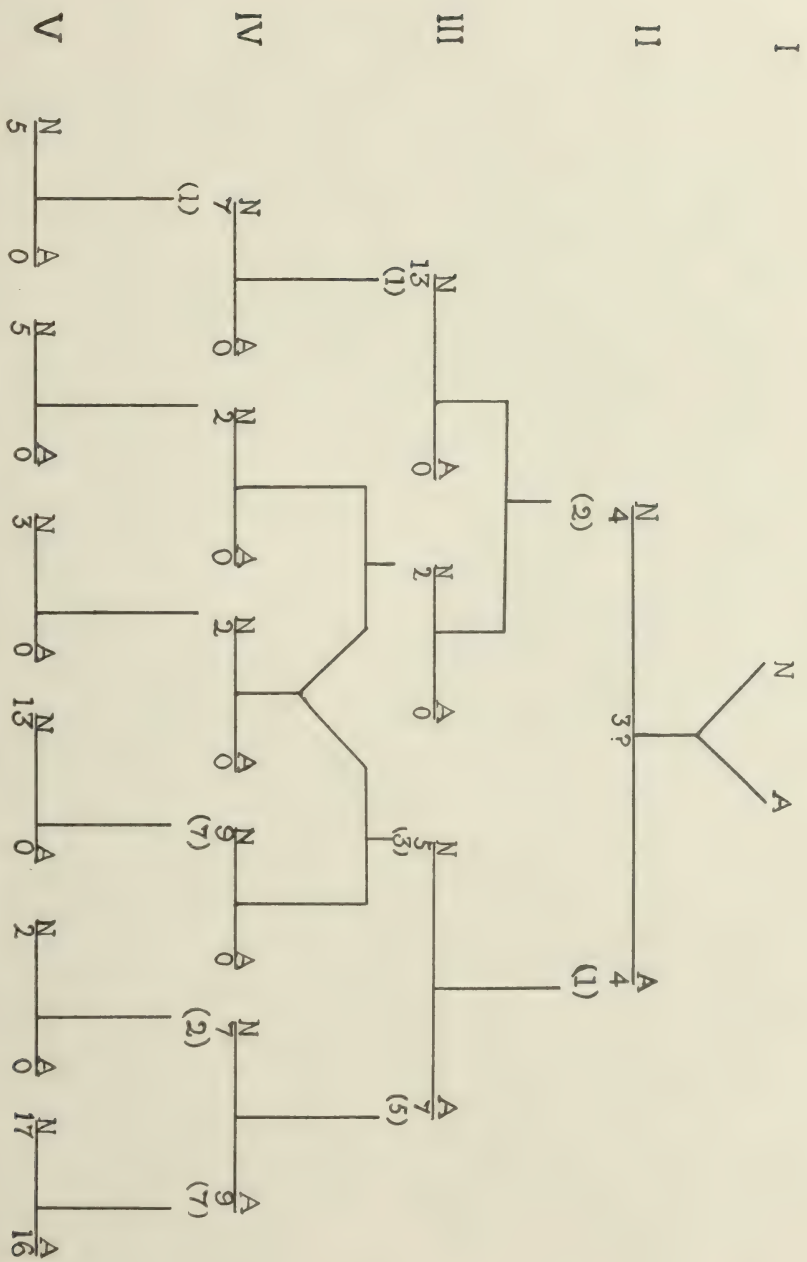 I N A
II N 3? A
4 4
(2) (1)
III N A N A N A
13 0 2 0 5 7
(1) (3) (5)
IV N A N A N A N A N A
7 0 2 0 2 0 9 0 7 9
(1) (7) (2) (7)
V N A N A N A N A N A N A
5 0 5 0 3 0 13 0 2 0 17 16